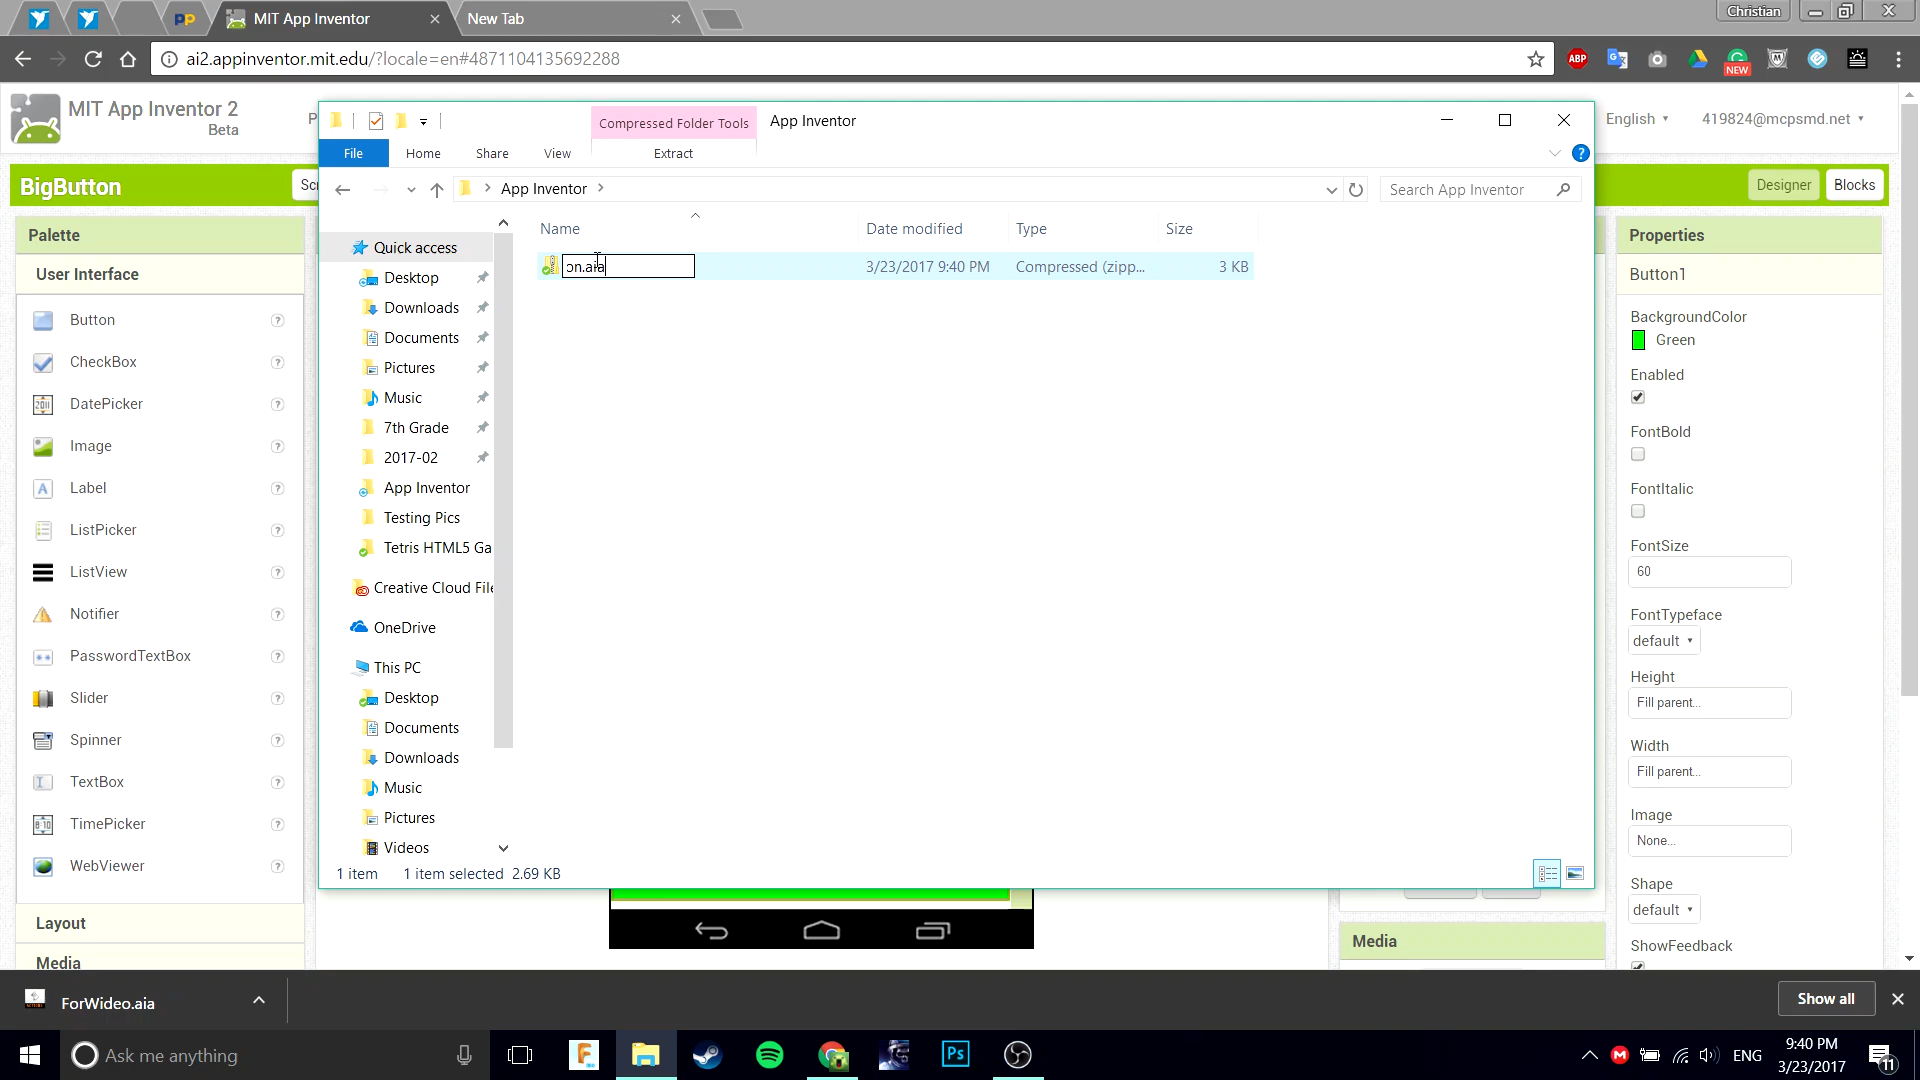 MIT App Inventor
New Tab
Christian
ai2.appinventor.mit.edu/?locale=en#4871104135692288
ABP
NEW
MIT App Inventor 2
Beta
P
English
419824@mcpsmd.net
BigButton
Scr
Designer
Blocks
Compressed Folder Tools
App Inventor
File
Home
Share
View
Extract
App Inventor
Search App Inventor
Palette
User Interface
Button
CheckBox
DatePicker
Image
Label
ListPicker
ListView
Notifier
PasswordTextBox
Slider
Spinner
TextBox
TimePicker
WebViewer
Layout
Media
Quick access
Desktop
Downloads
Documents
Pictures
Music
7th Grade
2017-02
App Inventor
Testing Pics
Tetris HTML5 Ga
Creative Cloud File
OneDrive
This PC
Desktop
Documents
Downloads
Music
Pictures
Videos
Name
Date modified
Type
Size
on.aia
3/23/2017 9:40 PM
Compressed (zipp...
3 KB
1 item
1 item selected
2.69 KB
Properties
Button1
BackgroundColor
Green
Enabled
FontBold
FontItalic
FontSize
60
FontTypeface
default
Height
Fill parent...
Width
Fill parent...
Image
None...
Shape
default
ShowFeedback
Media
ForWideo.aia
Show all
Ask me anything
Ps
ENG
9:40 PM
3/23/2017
11